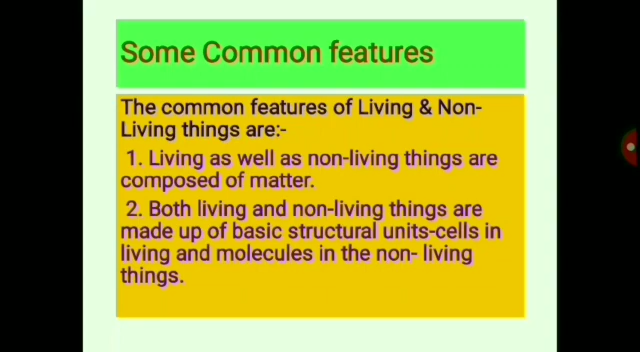 Some Common features
The common features of Living & Non-
Living things are:-
1. Living as well as non-living things are
composed of matter.
2. Both living and non-living things are
made up of basic structural units-cells in
living and molecules in the non- living
things.